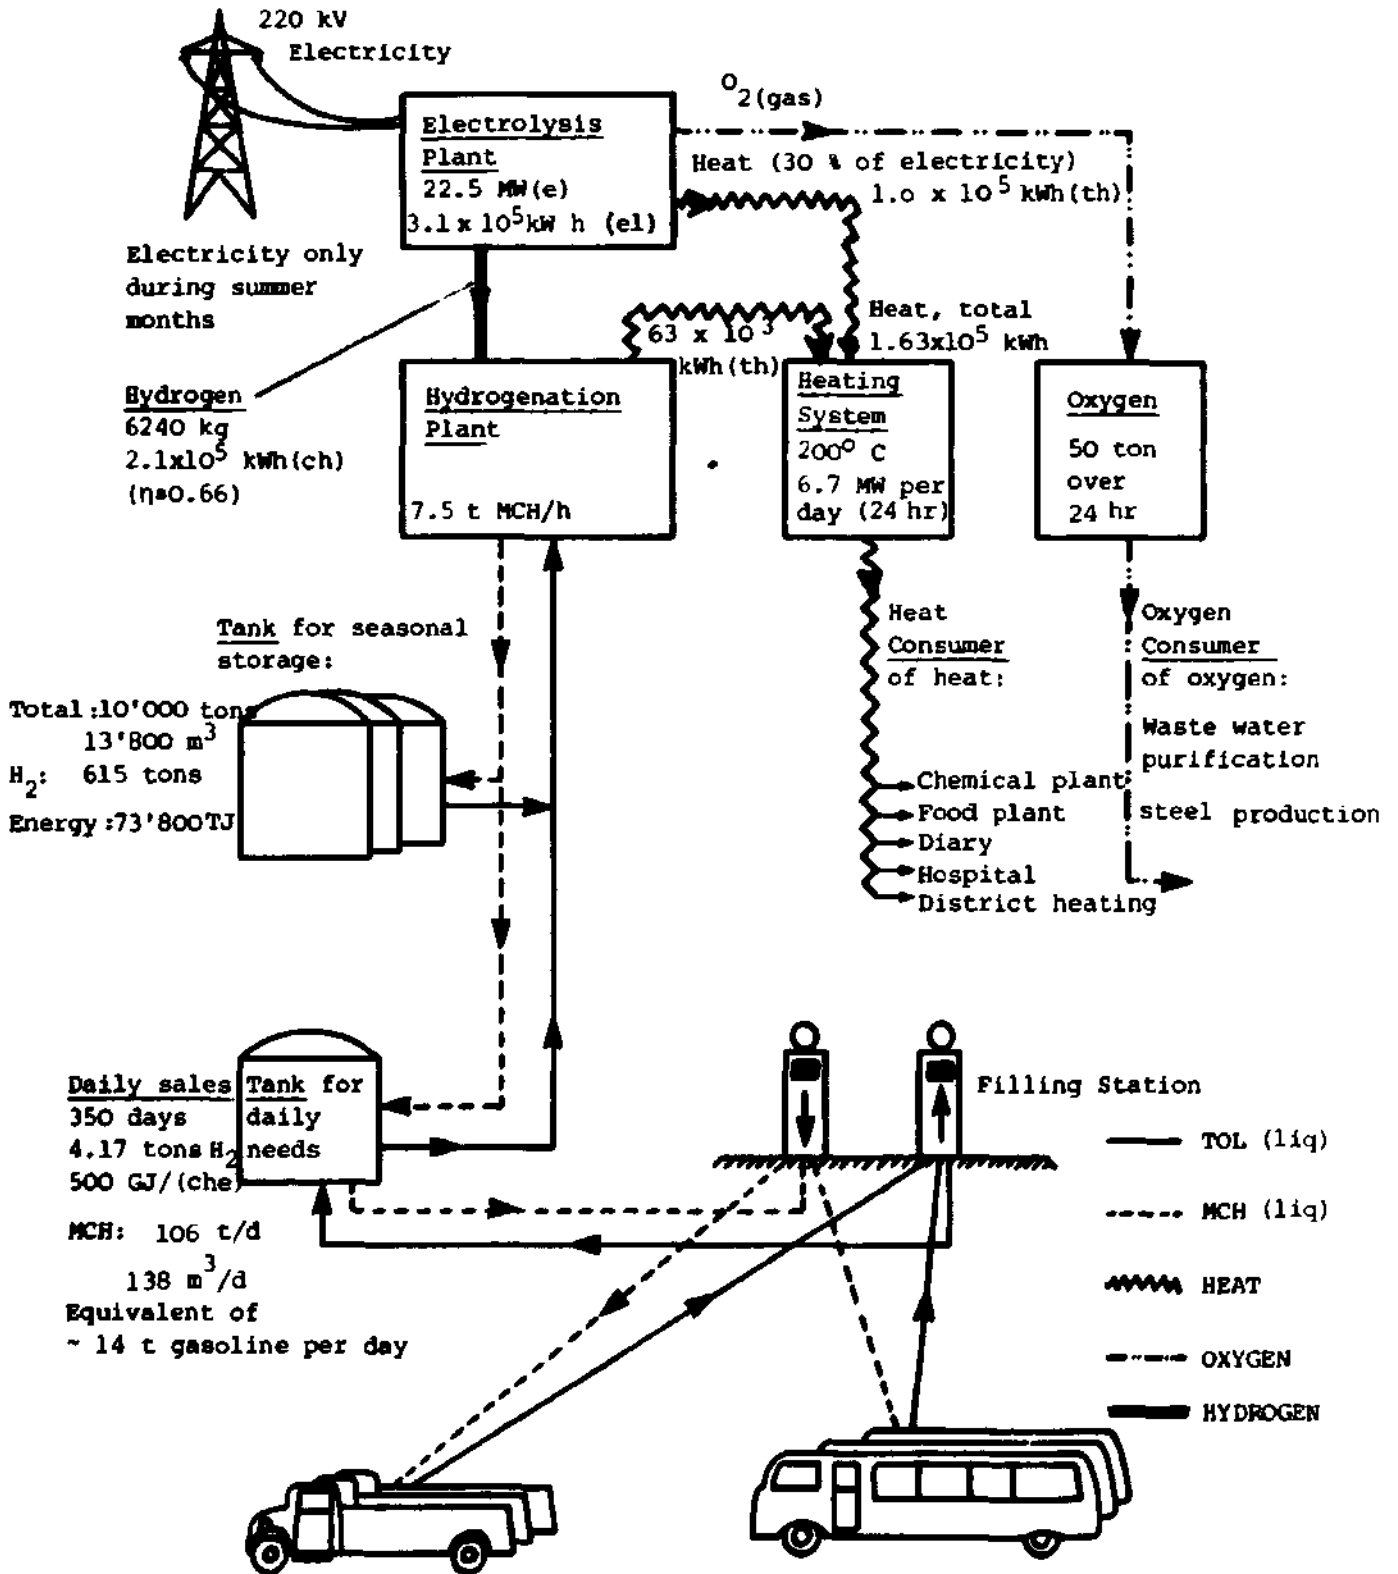 220 kV
Electricity
Electrolysis
Plant
22.5 MW(e)
3.1 x 10^5 kW h (el)
O2(gas)
Heat (30 % of electricity)
1.0 x 10^5 kWh(th)
Electricity only
during summer
months
Hydrogen
6240 kg
2.1x10^5 kWh(ch)
(η=0.66)
63 x 10^3
kWh(th)
Heat, total
1.63x10^5 kWh
Hydrogenation
Plant
7.5 t MCH/h
Heating
System
200° C
6.7 MW per
day (24 hr)
Oxygen
50 ton
over
24 hr
Tank for seasonal
storage:
Total :10'000 tons
13'800 m^3
H2: 615 tons
Energy :73'800TJ
Heat
Consumer
of heat:
Chemical plant
Food plant
Diary
Hospital
District heating
Oxygen
Consumer
of oxygen:
Waste water
purification
steel production
Daily sales
350 days
4.17 tons H2
500 GJ/(che)
MCH: 106 t/d
138 m^3/d
Equivalent of
~ 14 t gasoline per day
Tank for
daily
needs
Filling Station
TOL (liq)
MCH (liq)
HEAT
OXYGEN
HYDROGEN